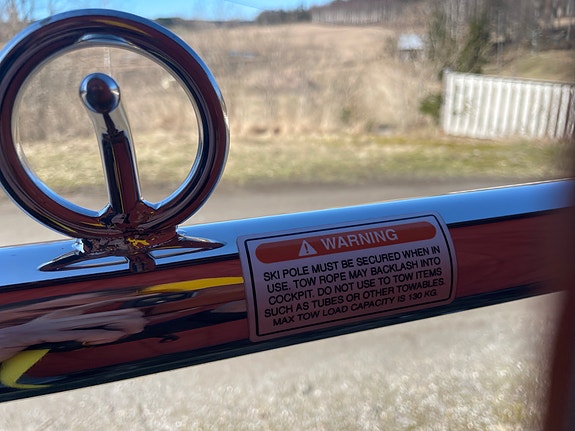 WARNING
SKI POLE MUST BE SECURED WHEN IN
USE. TOW ROPE MAY BACKLASH INTO
COCKPIT. DO NOT USE TO TOW ITEMS
SUCH AS TUBES OR OTHER TOWABLES.
MAX TOW LOAD CAPACITY IS 130 KG.